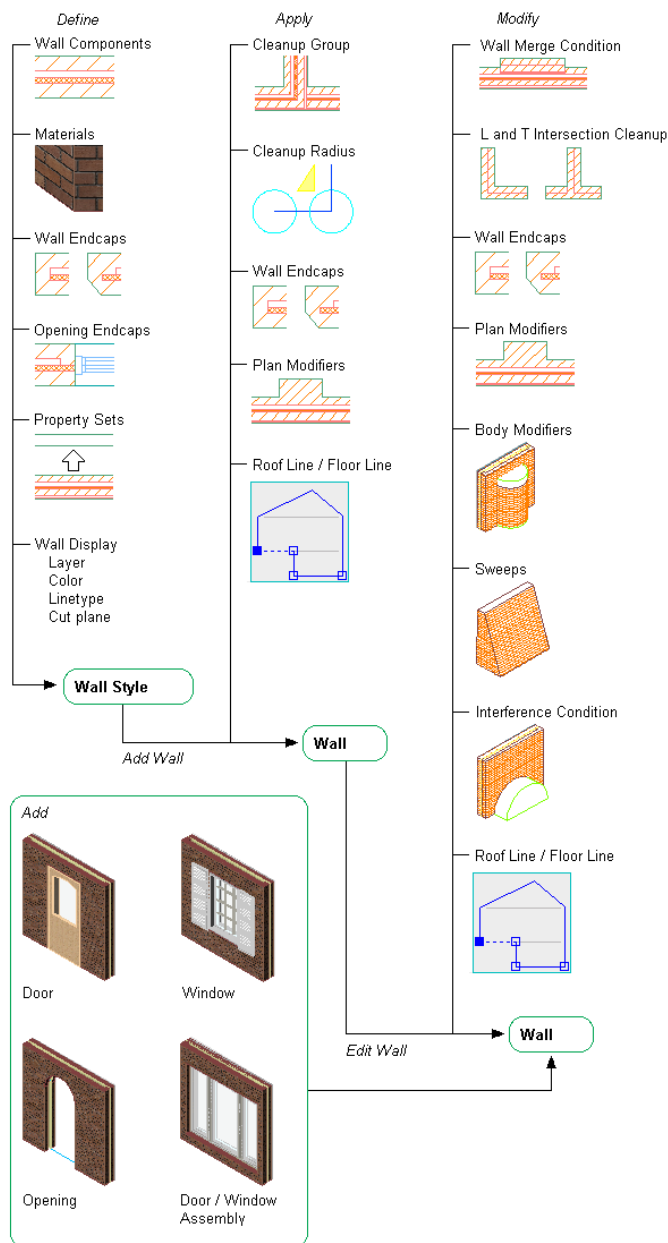 Define
Wall Components
Materials
Wall Endcaps
Opening Endcaps
Property Sets
Wall Display
Layer
Color
Linetype
Cut plane
Wall Style
Add Wall
Apply
Cleanup Group
Cleanup Radius
Wall Endcaps
Plan Modifiers
Roof Line / Floor Line
Wall
Edit Wall
Modify
Wall Merge Condition
L and T Intersection Cleanup
Wall Endcaps
Plan Modifiers
Body Modifiers
Sweeps
Interference Condition
Roof Line / Floor Line
Wall
Add
Door
Window
Opening
Door / Window
Assembly